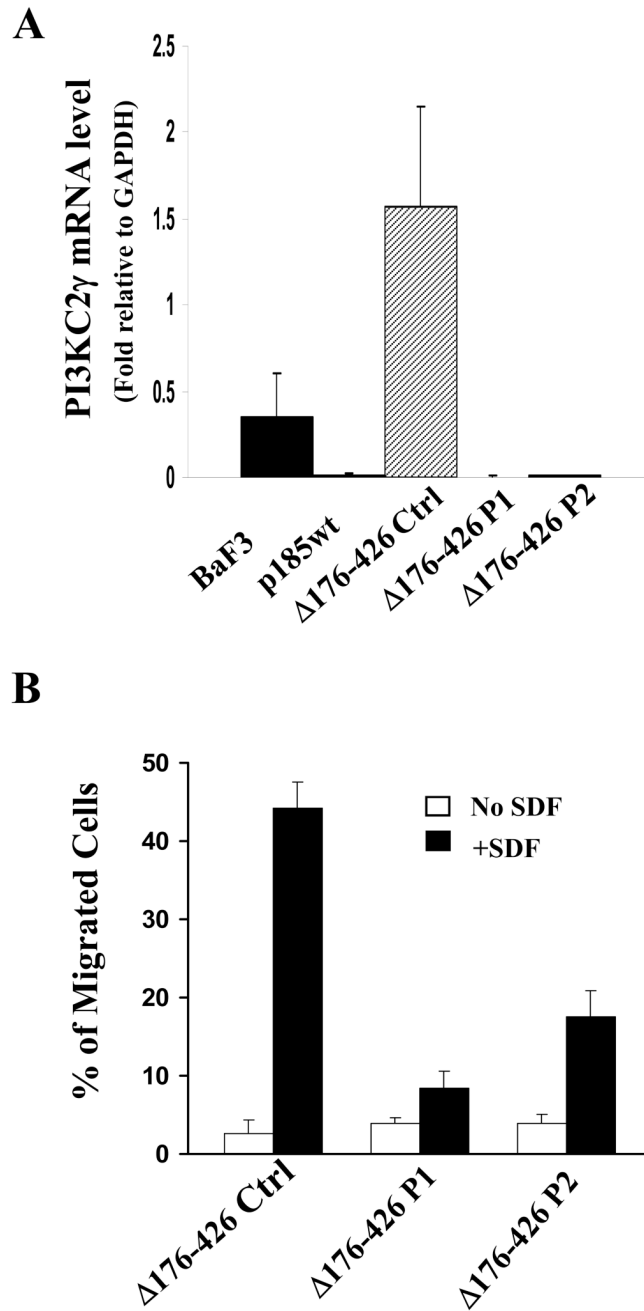 A
PI3KC2γ mRNA level
(Fold relative to GAPDH)
2.5
2
1.5
1
0.5
0
BaF3
p185wt
Δ176-426 Ctrl
Δ176-426 P1
Δ176-426 P2
B
% of Migrated Cells
50
40
30
20
10
0
No SDF
+SDF
Δ176-426 Ctrl
Δ176-426 P1
Δ176-426 P2